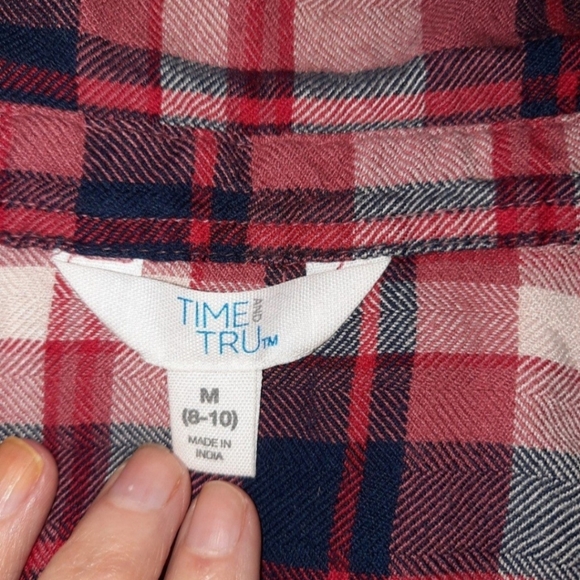 TIME AND
TRU™
M
(8-10)
MADE IN
INDIA